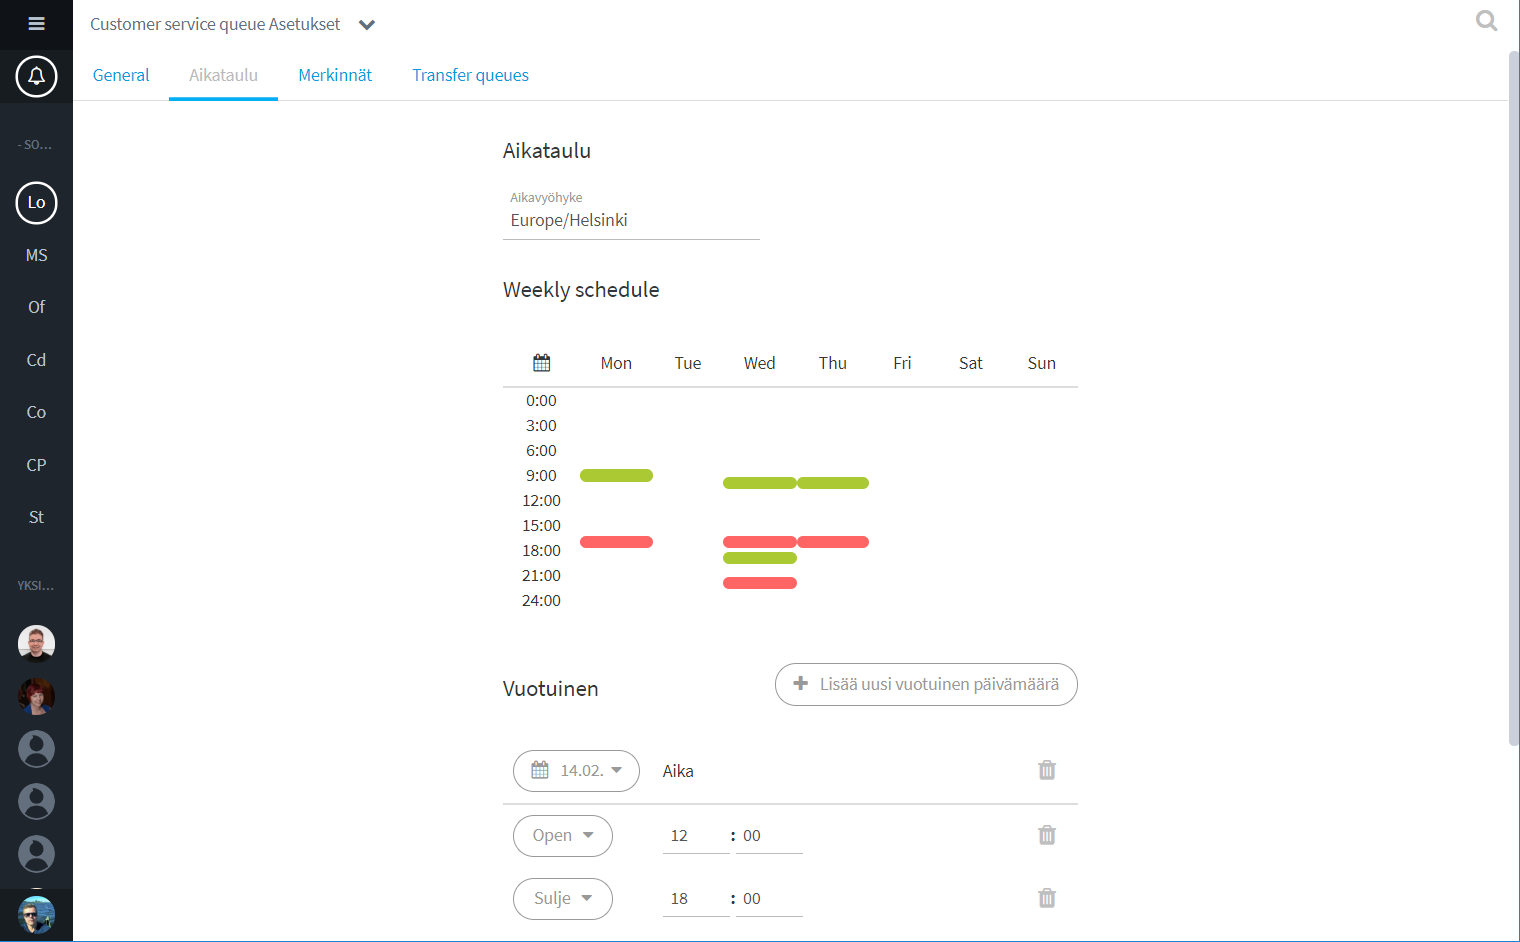 Customer service queue Asetukset
General Aikataulu Merkinnät Transfer queues
- SO...
Lo
MS
Of
Cd
Co
CP
St
YKSI...
Aikataulu
Aikavyöhyke
Europe/Helsinki
Weekly schedule
Mon Tue Wed Thu Fri Sat Sun
0:00
3:00
6:00
9:00
12:00
15:00
18:00
21:00
24:00
Vuotuinen
Lisää uusi vuotuinen päivämäärä
14.02. Aika
Open 12 : 00
Sulje 18 : 00